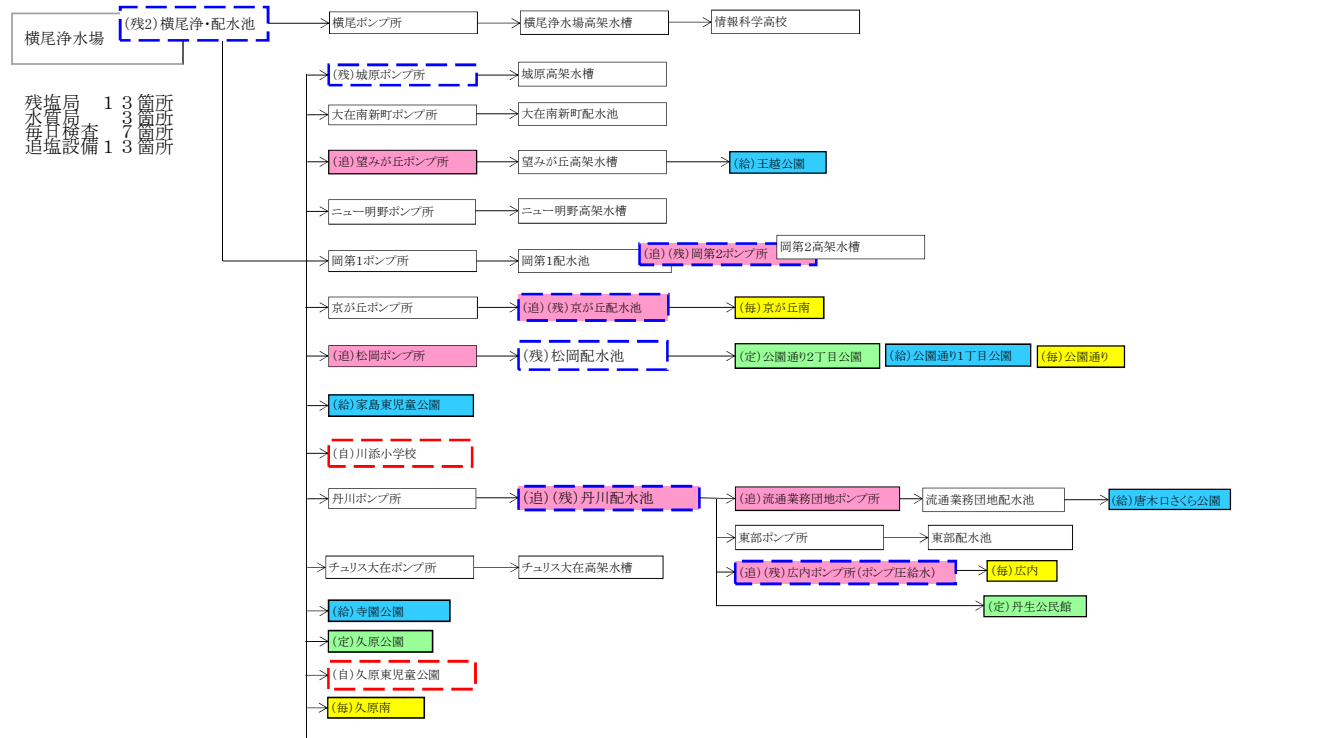 横尾浄水場
(残2)横尾浄・配水池
横尾ポンプ所
横尾浄水場高架水槽
情報科学高校
残塩局　１３箇所
水質局　　３箇所
毎日検査　７箇所
追塩設備１３箇所
(残)城原ポンプ所
城原高架水槽
大在南新町ポンプ所
大在南新町配水池
(追)望みが丘ポンプ所
望みが丘高架水槽
(給)王越公園
ニュー明野ポンプ所
ニュー明野高架水槽
岡第1ポンプ所
岡第1配水池
(追)(残)岡第2ポンプ所
岡第2高架水槽
京が丘ポンプ所
(追)(残)京が丘配水池
(毎)京が丘南
(追)松岡ポンプ所
(残)松岡配水池
(定)公園通り2丁目公園
(給)公園通り1丁目公園
(毎)公園通り
(給)家島東児童公園
(自)川添小学校
丹川ポンプ所
(追)(残)丹川配水池
(追)流通業務団地ポンプ所
流通業務団地配水池
(給)唐木口さくら公園
東部ポンプ所
東部配水池
チュリス大在ポンプ所
チュリス大在高架水槽
(追)(残)広内ポンプ所(ポンプ圧給水)
(毎)広内
(定)丹生公民館
(給)寺園公園
(定)久原公園
(自)久原東児童公園
(毎)久原南